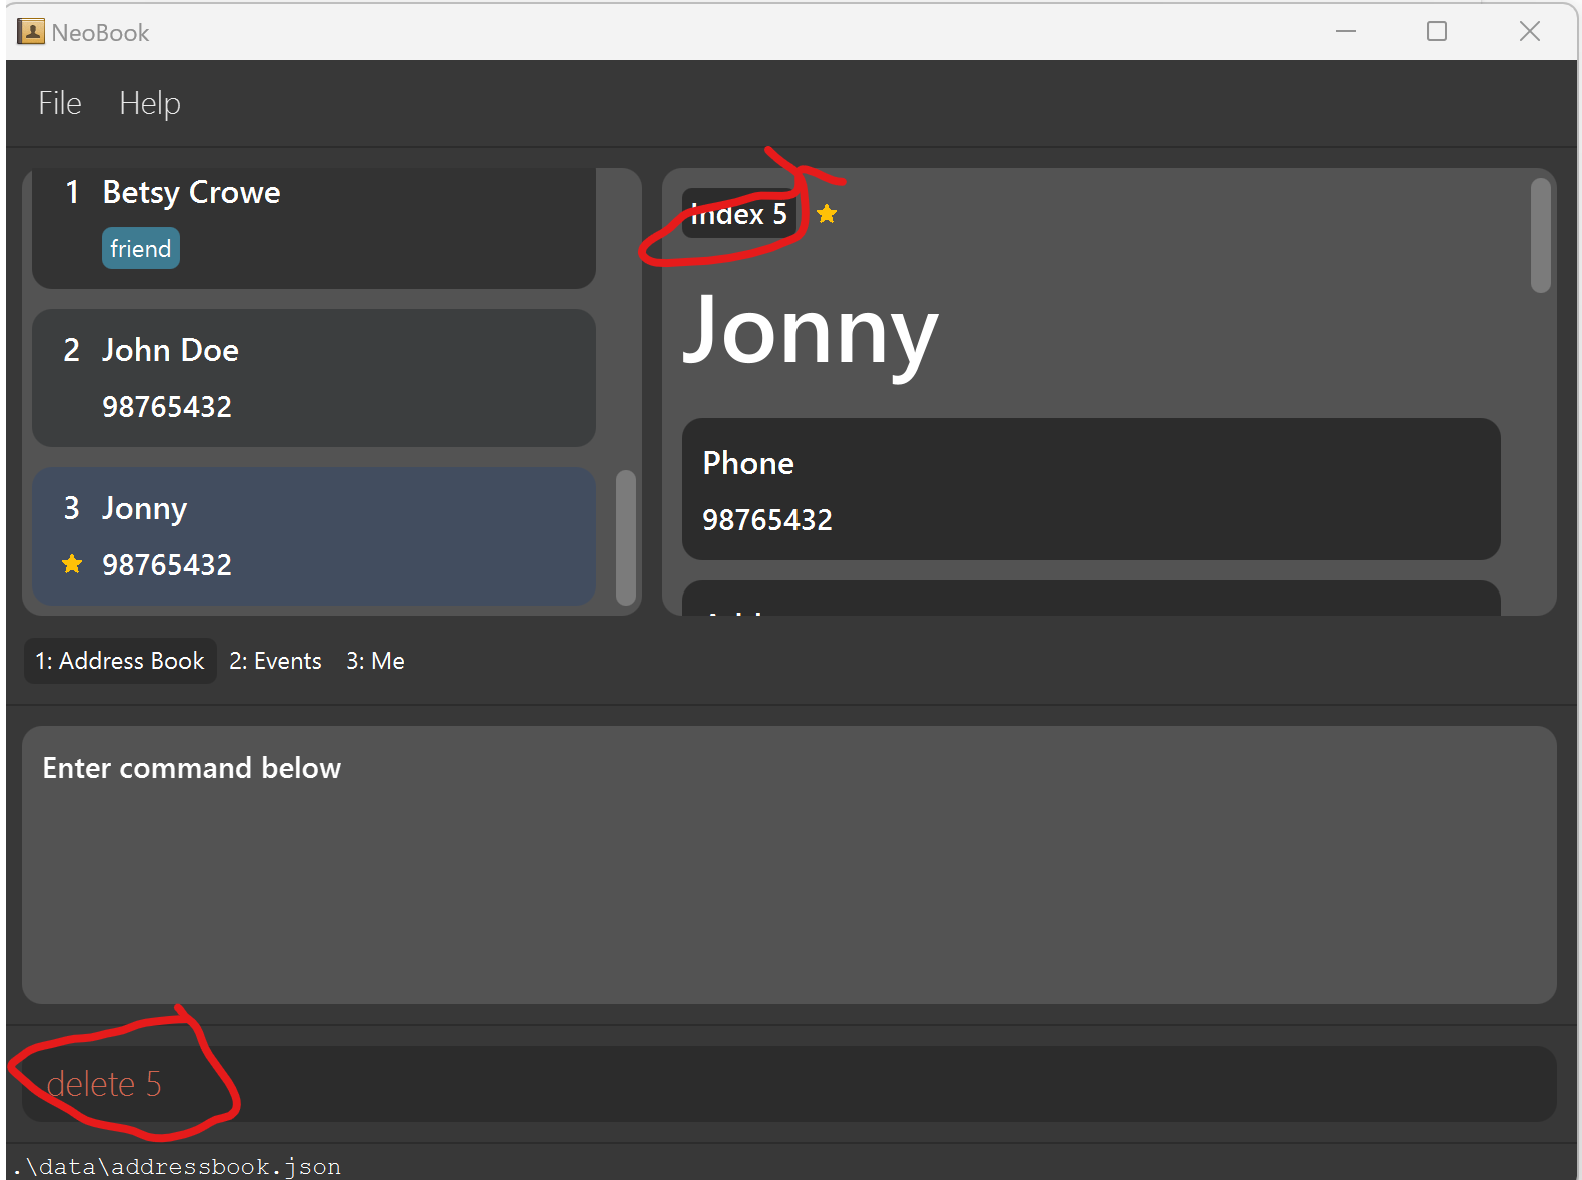 NeoBook
File Help
1 Betsy Crowe
friend
2 John Doe
98765432
3 Jonny
98765432
Index 5
Jonny
Phone
98765432
1: Address Book 2: Events 3: Me
Enter command below
delete 5
.\data\addressbook.json